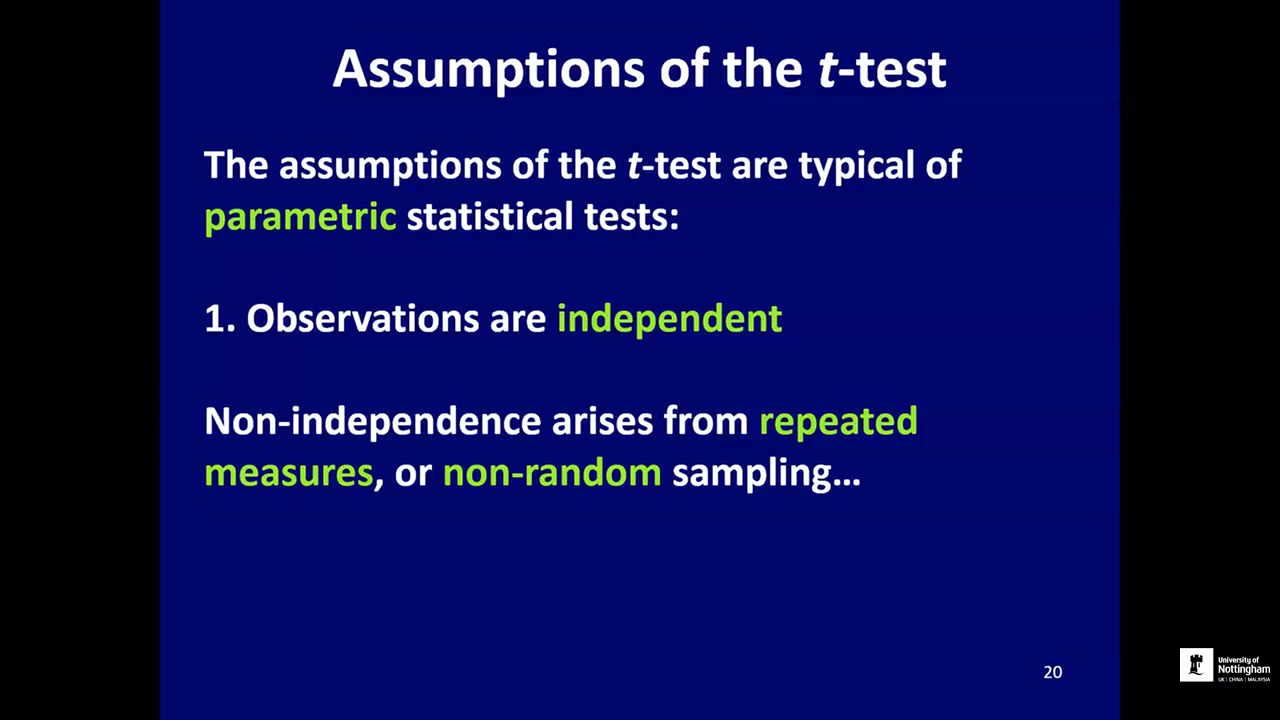 Assumptions of the t-test
The assumptions of the t-test are typical of
parametric statistical tests:
1. Observations are independent
Non-independence arises from repeated
measures, or non-random sampling…
20
University of
Nottingham
UK | CHINA | MALAYSIA